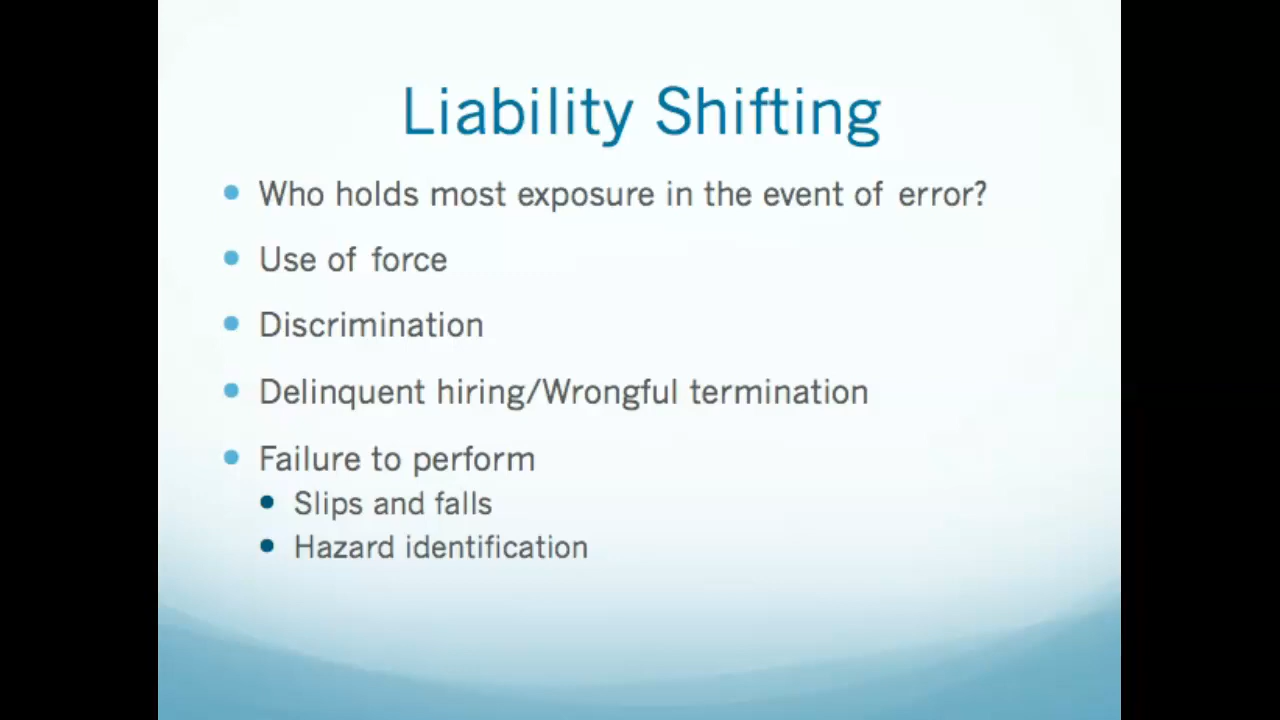 Liability Shifting
• Who holds most exposure in the event of error?
• Use of force
• Discrimination
• Delinquent hiring/Wrongful termination
• Failure to perform
• Slips and falls
• Hazard identification